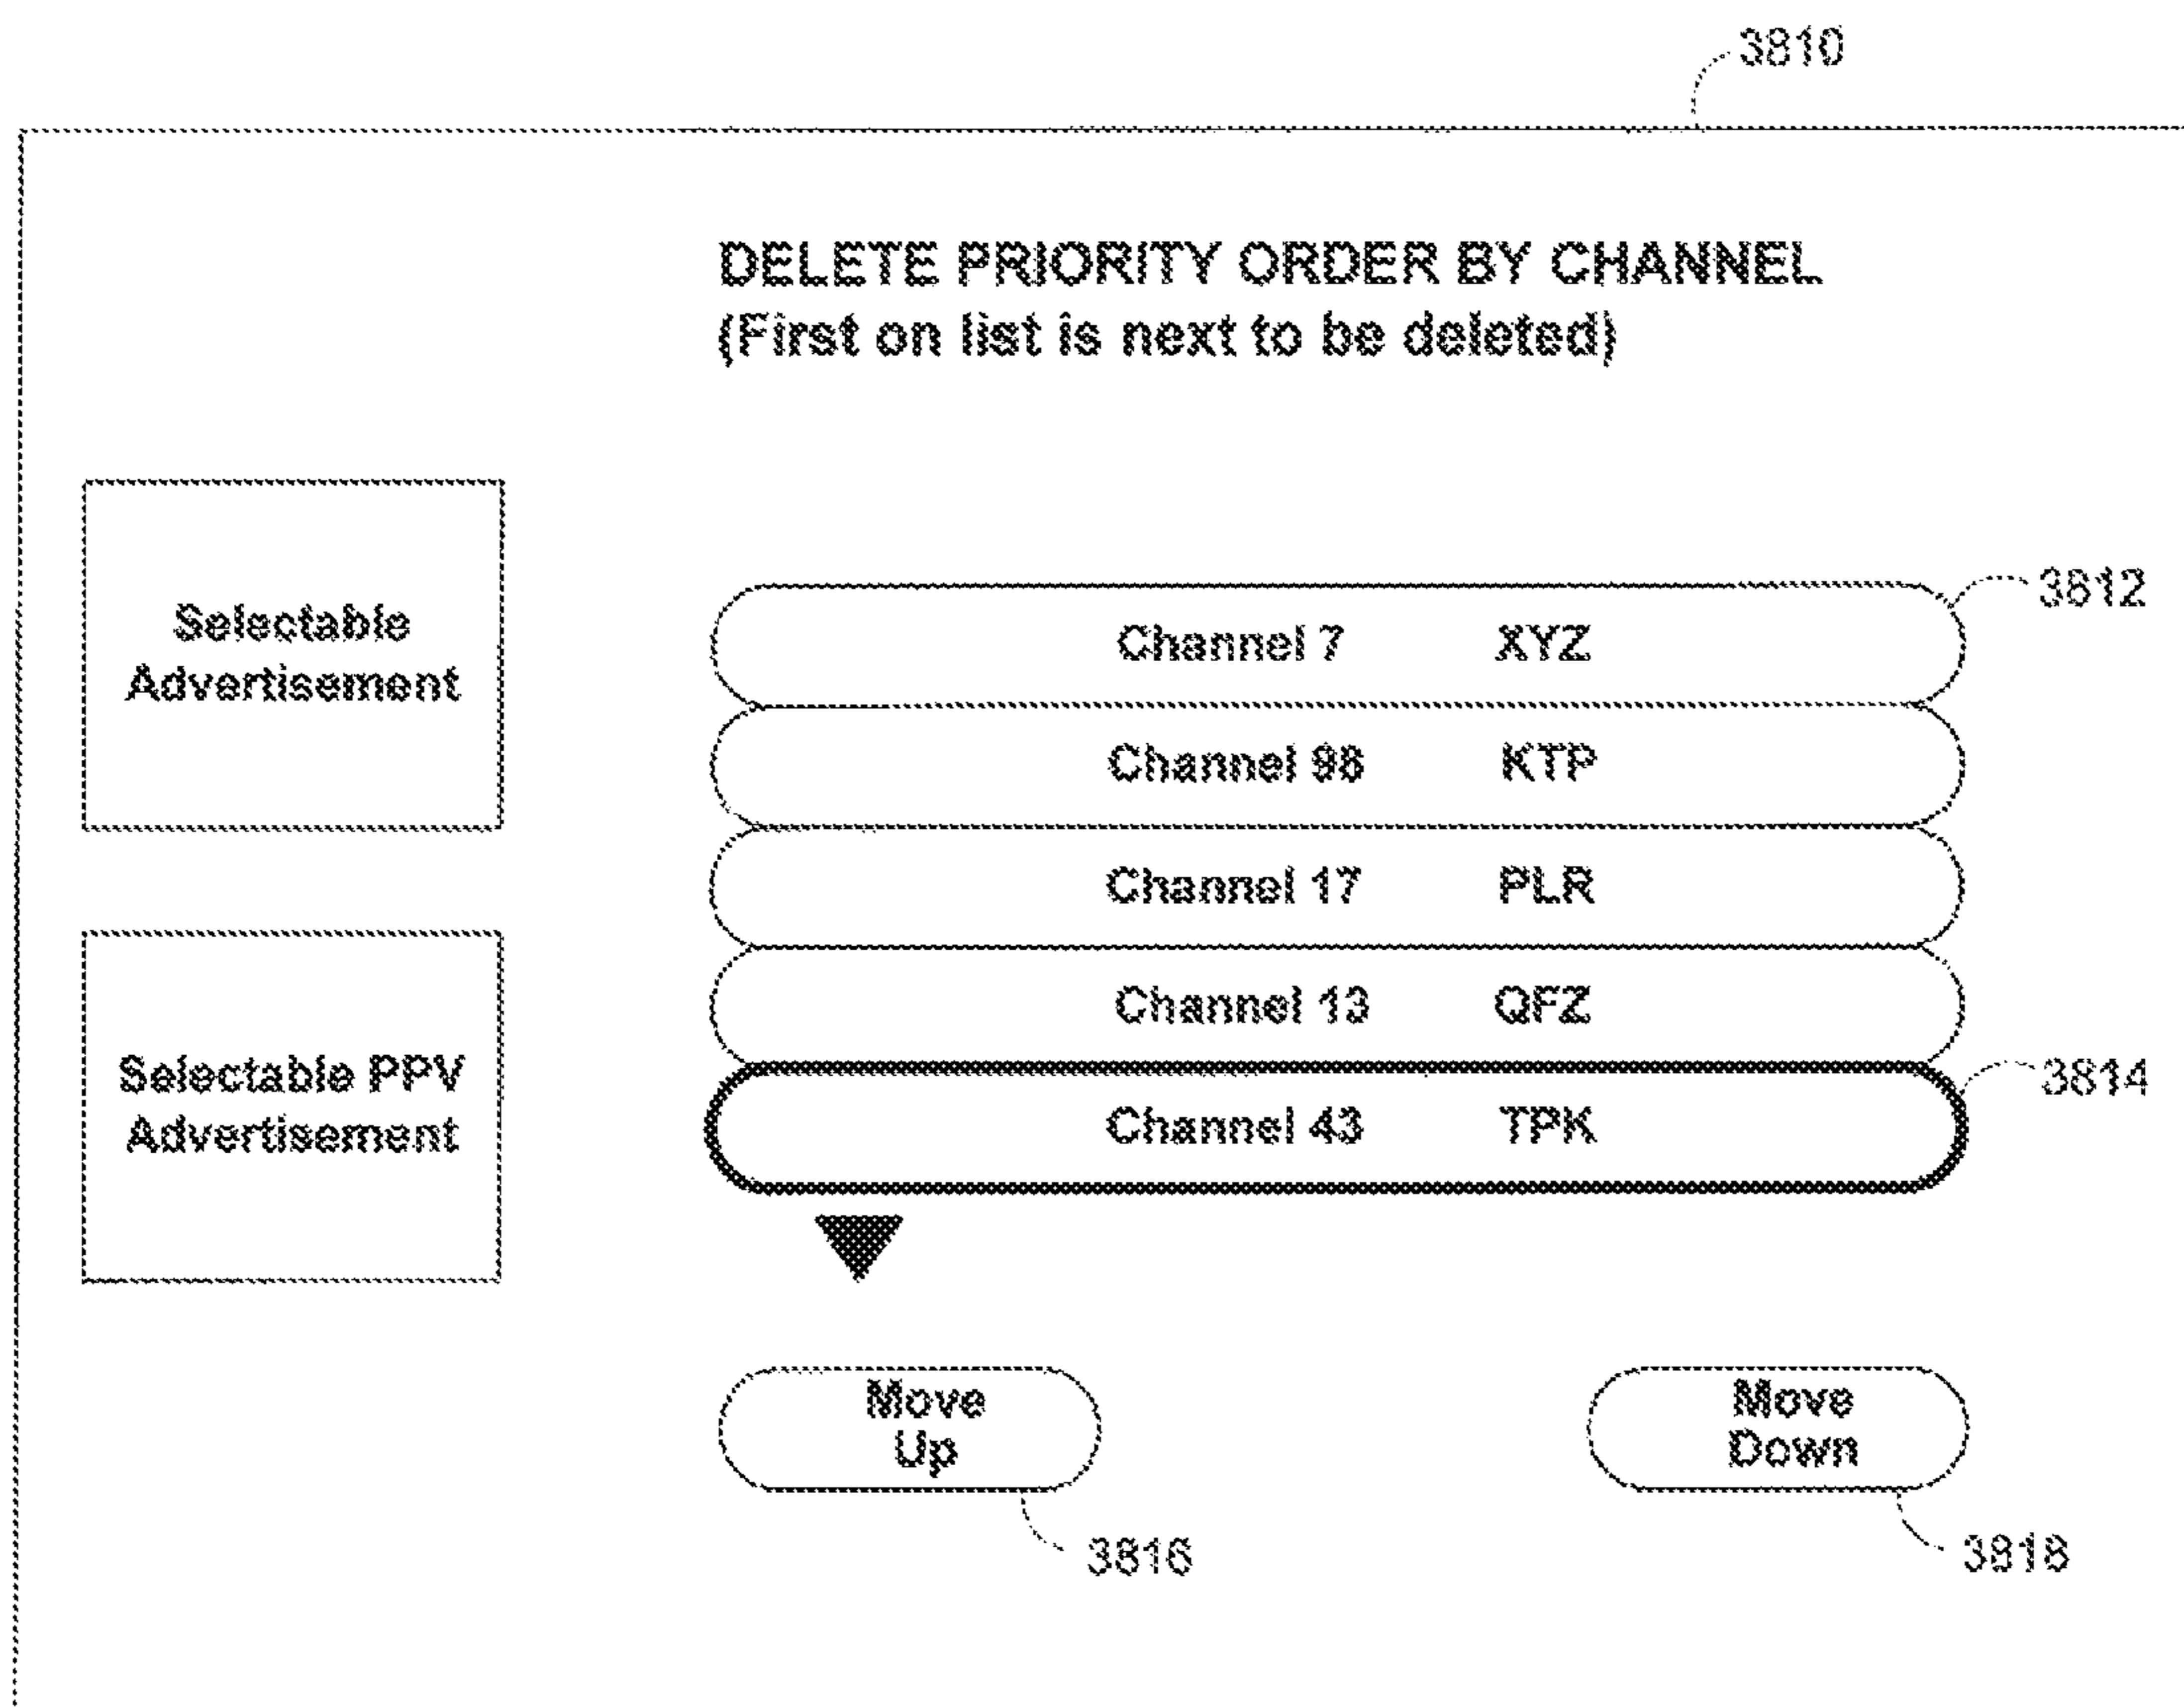 3810
DELETE PRIORITY ORDER BY CHANNEL
(First on list is next to be deleted)
Selectable
Advertisement
Selectable PPV
Advertisement
3812
Channel 7 XYZ
Channel 98 KTP
Channel 17 PLR
Channel 13 QFZ
3814
Channel 43 TPK
Move
Up
Move
Down
3816
3818